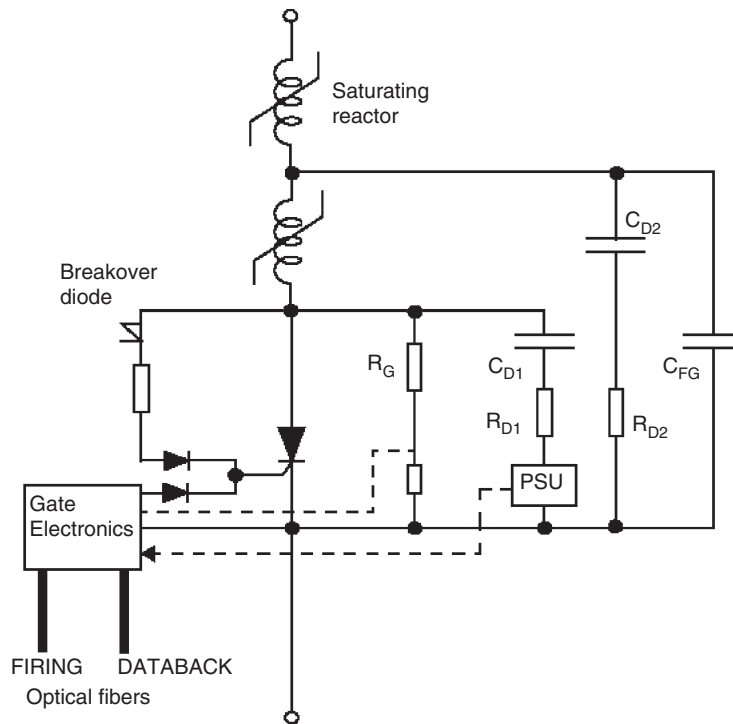 Saturating
reactor
C_D2
Breakover
diode
R_G
C_D1
C_FG
R_D1
R_D2
PSU
Gate
Electronics
FIRING
DATABACK
Optical fibers